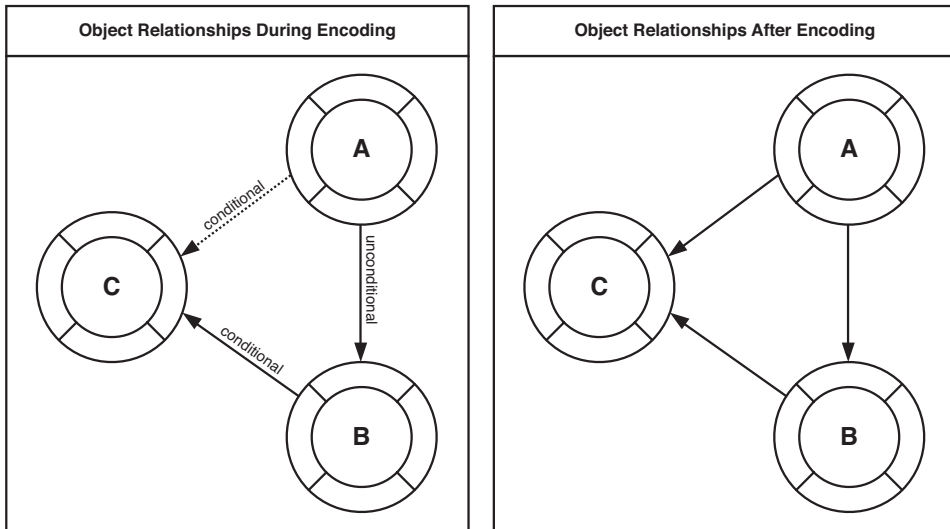 Object Relationships During Encoding
A
conditional
unconditional
C
conditional
B
Object Relationships After Encoding
A
C
B